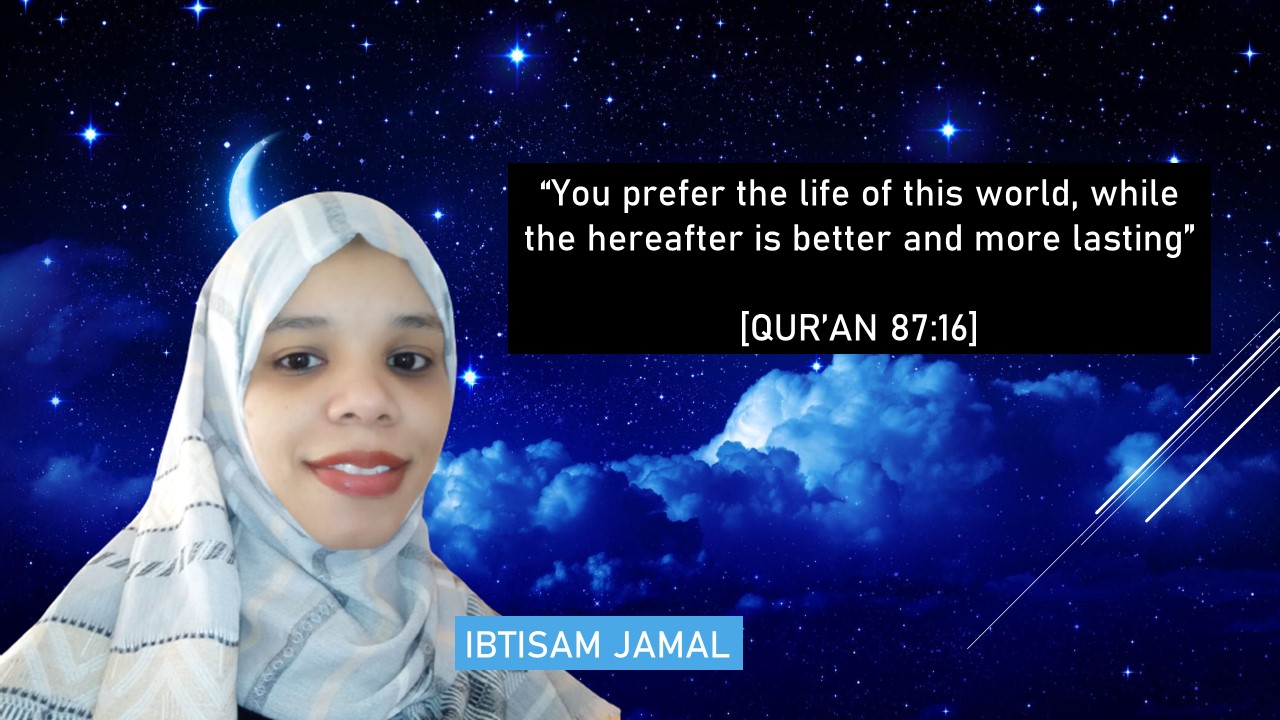 “You prefer the life of this world, while
the hereafter is better and more lasting”
[QUR’AN 87:16]
IBTISAM JAMAL